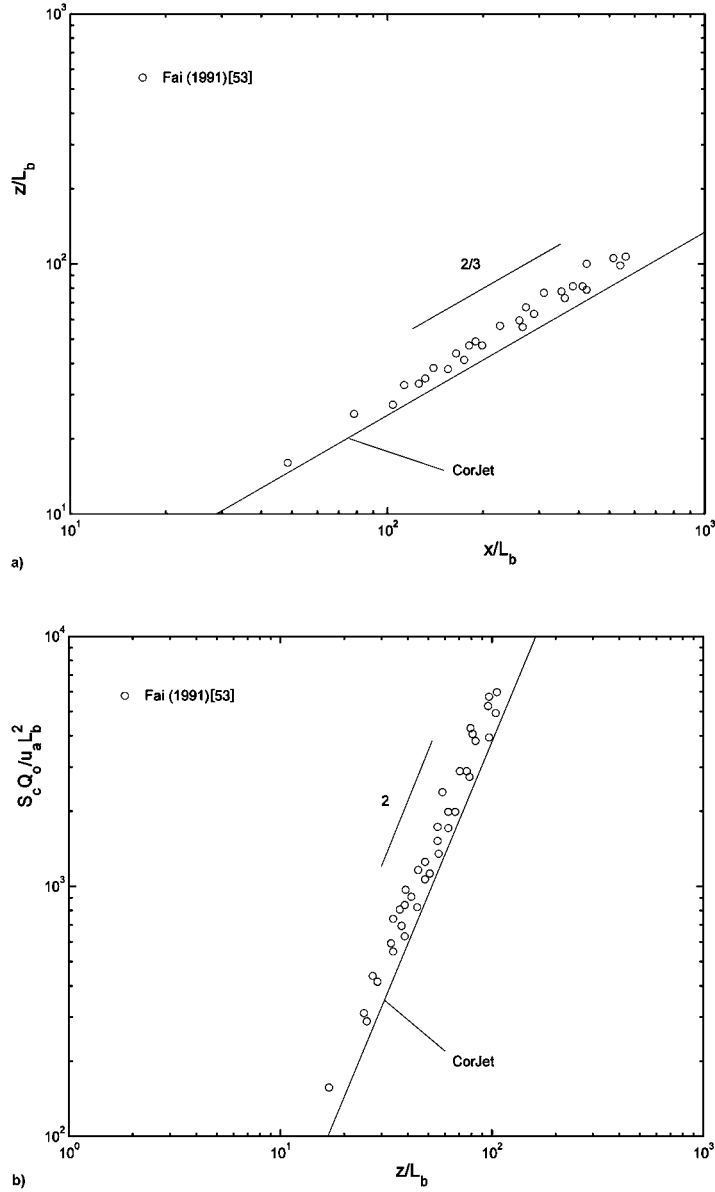 10³
Fai (1991)[53]
z/L_b
10²
2/3
CorJet
10¹
10¹ 10² 10³
x/L_b
a)
10⁴
Fai (1991)[53]
S_c Q_o/u_a L_b²
2
10³
CorJet
10²
10⁰ 10¹ 10² 10³
z/L_b
b)